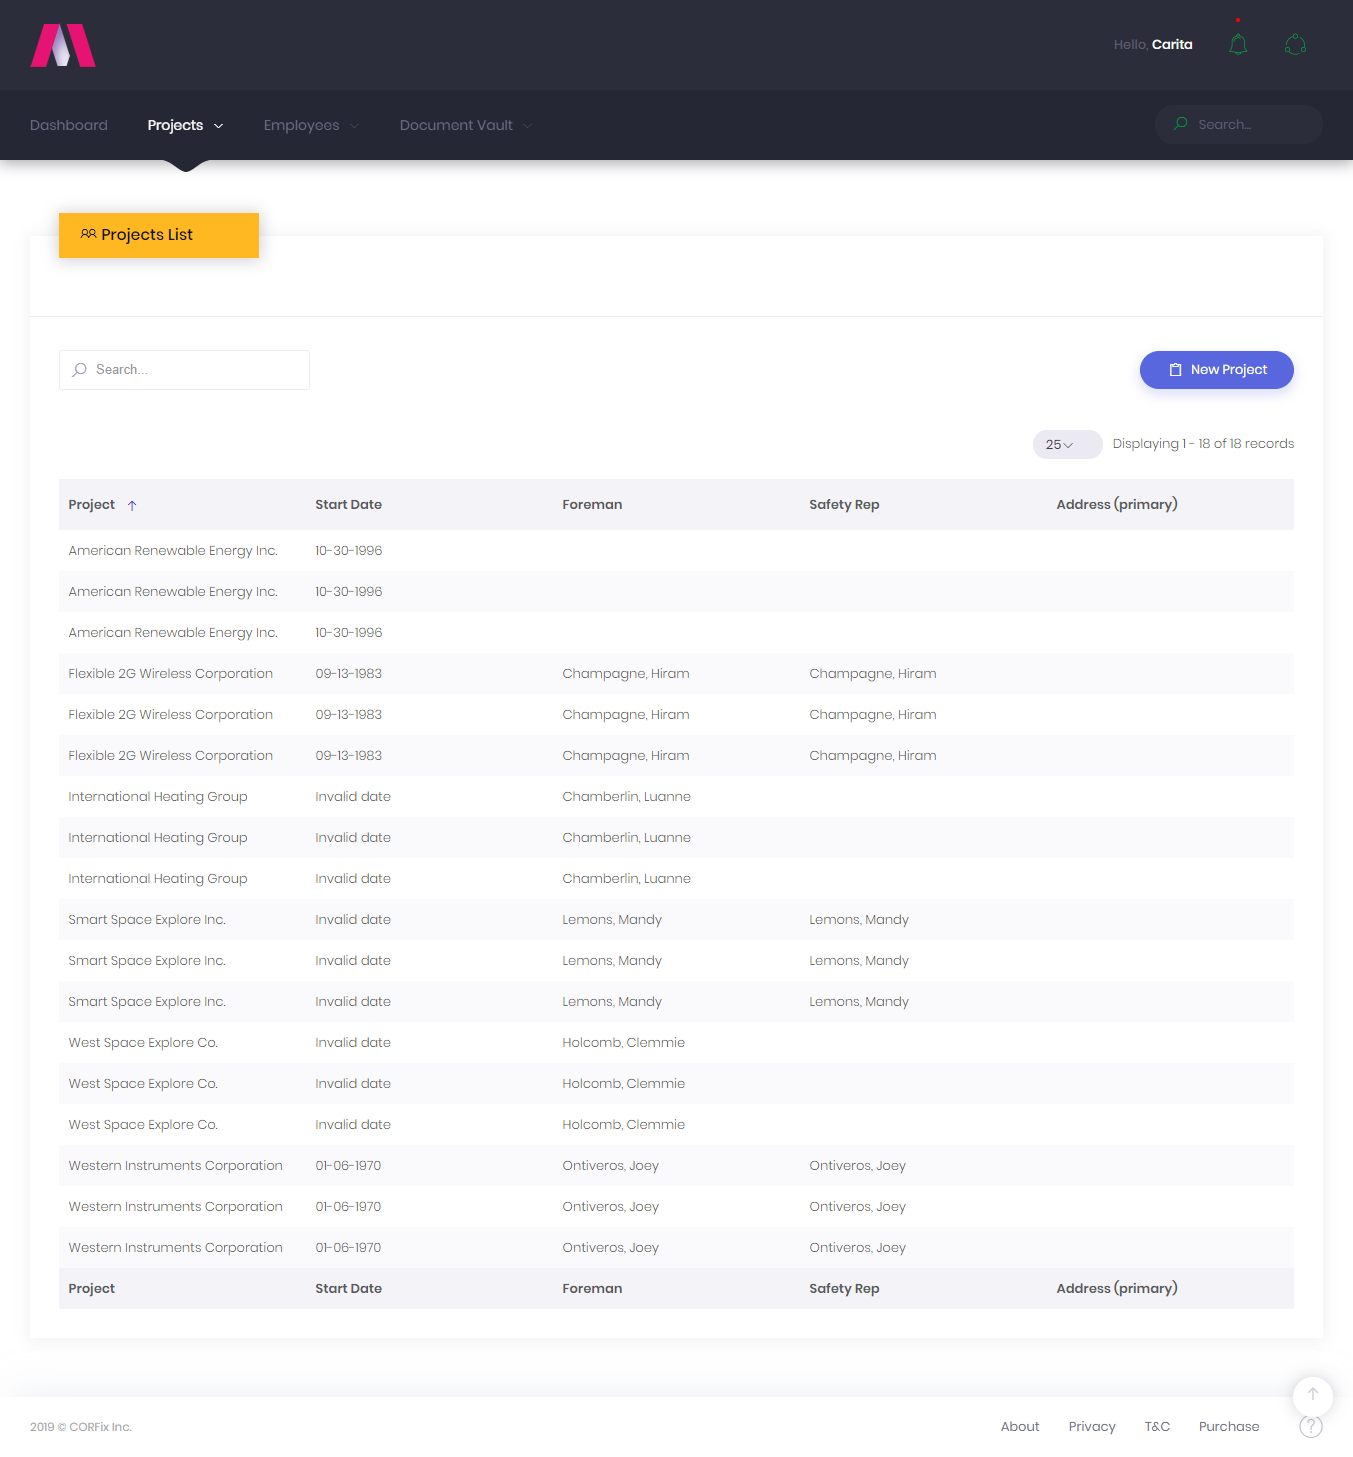 Hello, Carita
Dashboard Projects Employees Document Vault Search...
Projects List
Search... New Project
25 Displaying 1 - 18 of 18 records
Project Start Date Foreman Safety Rep Address (primary)
American Renewable Energy Inc. 10-30-1996
American Renewable Energy Inc. 10-30-1996
American Renewable Energy Inc. 10-30-1996
Flexible 2G Wireless Corporation 09-13-1983 Champagne, Hiram Champagne, Hiram
Flexible 2G Wireless Corporation 09-13-1983 Champagne, Hiram Champagne, Hiram
Flexible 2G Wireless Corporation 09-13-1983 Champagne, Hiram Champagne, Hiram
International Heating Group Invalid date Chamberlin, Luanne
International Heating Group Invalid date Chamberlin, Luanne
International Heating Group Invalid date Chamberlin, Luanne
Smart Space Explore Inc. Invalid date Lemons, Mandy Lemons, Mandy
Smart Space Explore Inc. Invalid date Lemons, Mandy Lemons, Mandy
Smart Space Explore Inc. Invalid date Lemons, Mandy Lemons, Mandy
West Space Explore Co. Invalid date Holcomb, Clemmie
West Space Explore Co. Invalid date Holcomb, Clemmie
West Space Explore Co. Invalid date Holcomb, Clemmie
Western Instruments Corporation 01-06-1970 Ontiveros, Joey Ontiveros, Joey
Western Instruments Corporation 01-06-1970 Ontiveros, Joey Ontiveros, Joey
Western Instruments Corporation 01-06-1970 Ontiveros, Joey Ontiveros, Joey
Project Start Date Foreman Safety Rep Address (primary)
2019 © CORFix Inc. About Privacy T&C Purchase ?